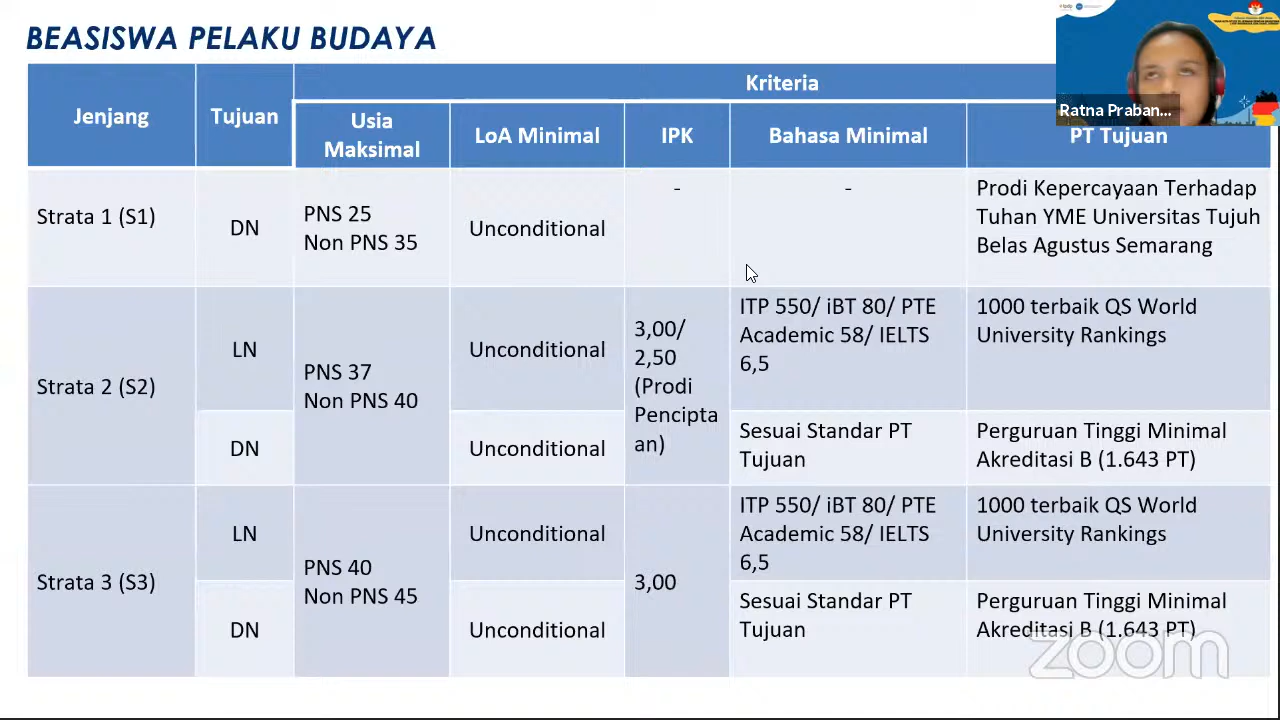 BEASISWA PELAKU BUDAYA
Ratna Praban...
Kriteria
Jenjang
Tujuan
Usia
Maksimal
LoA Minimal
IPK
Bahasa Minimal
PT Tujuan
Strata 1 (S1)
DN
PNS 25
Non PNS 35
Unconditional
-
-
Prodi Kepercayaan Terhadap
Tuhan YME Universitas Tujuh
Belas Agustus Semarang
Strata 2 (S2)
LN
PNS 37
Non PNS 40
Unconditional
3,00/
2,50
(Prodi
Pencipta
an)
ITP 550/ iBT 80/ PTE
Academic 58/ IELTS
6,5
1000 terbaik QS World
University Rankings
DN
Unconditional
Sesuai Standar PT
Tujuan
Perguruan Tinggi Minimal
Akreditasi B (1.643 PT)
Strata 3 (S3)
LN
PNS 40
Non PNS 45
Unconditional
3,00
ITP 550/ iBT 80/ PTE
Academic 58/ IELTS
6,5
1000 terbaik QS World
University Rankings
DN
Unconditional
Sesuai Standar PT
Tujuan
Perguruan Tinggi Minimal
Akreditasi B (1.643 PT)
zoom